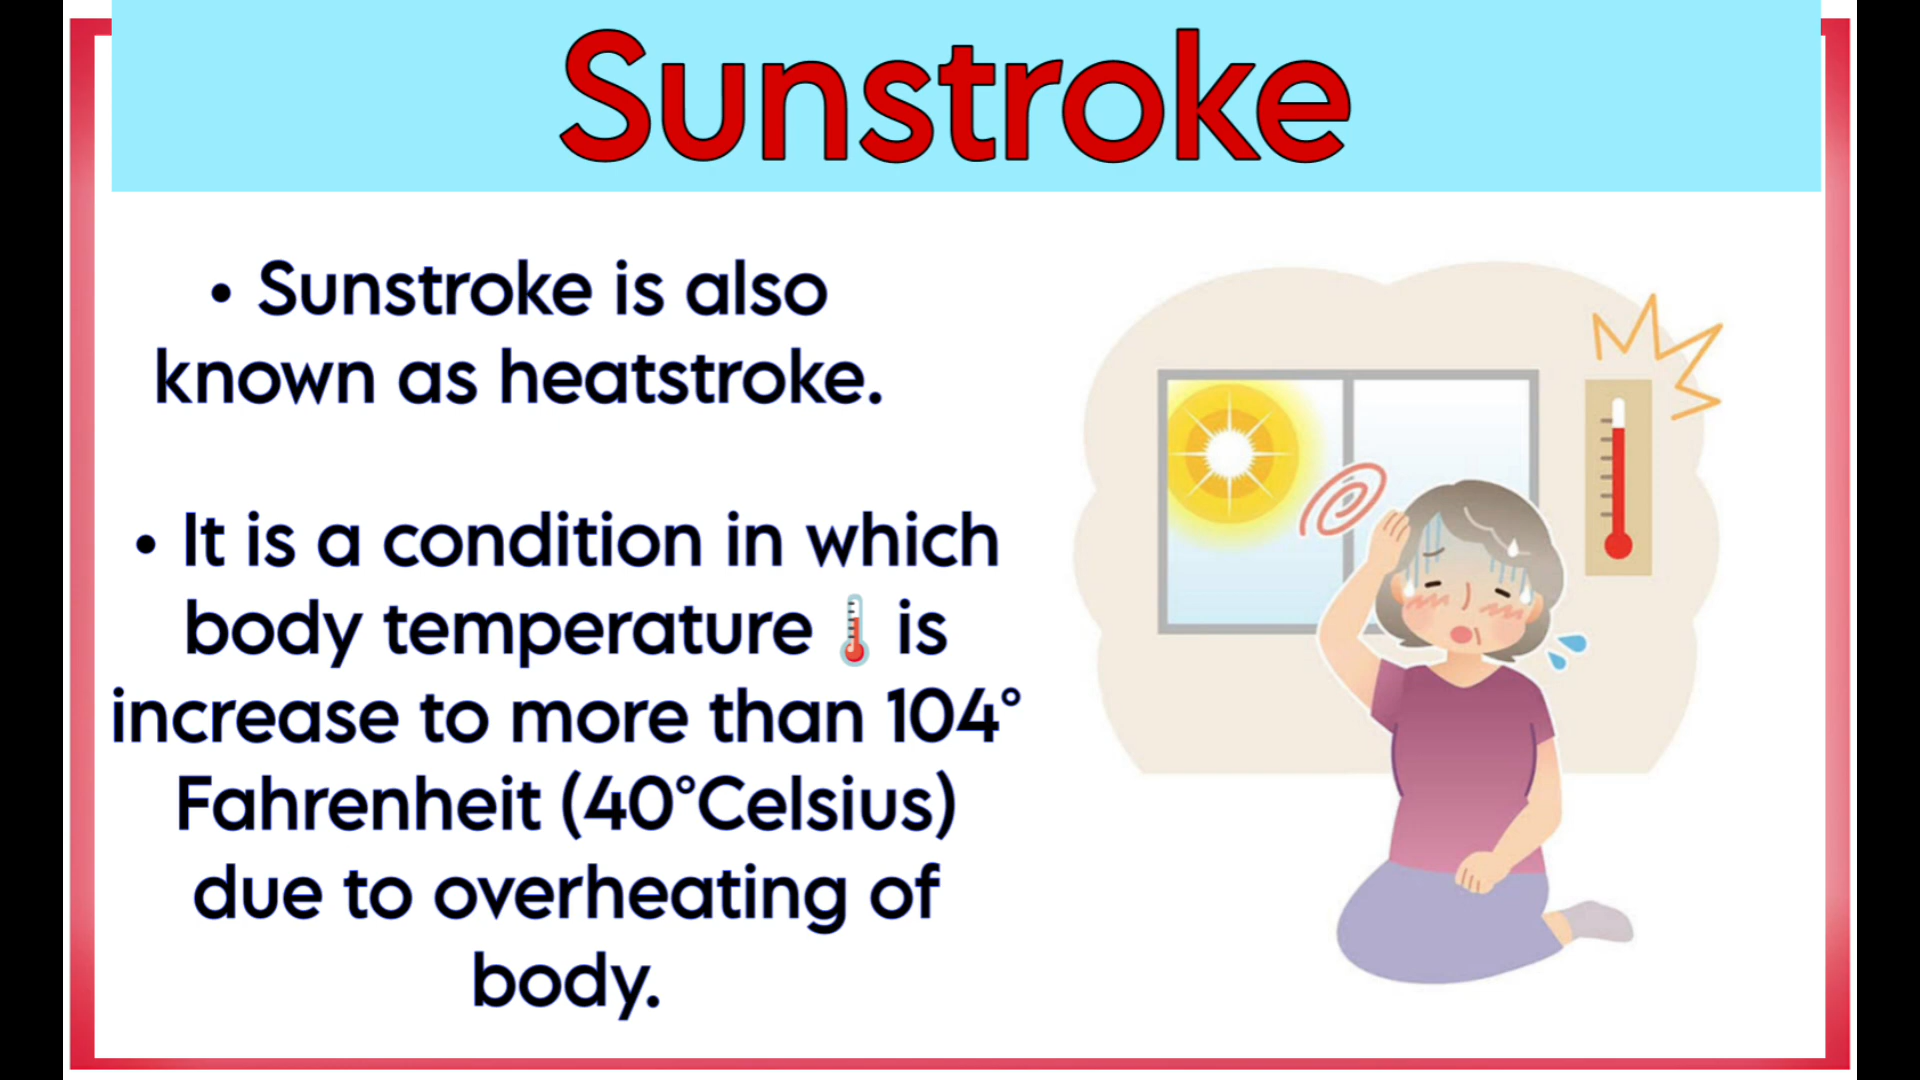 Sunstroke
• Sunstroke is also
known as heatstroke.
• It is a condition in which
body temperature🌡️ is
increase to more than 104°
Fahrenheit (40°Celsius)
due to overheating of
body.